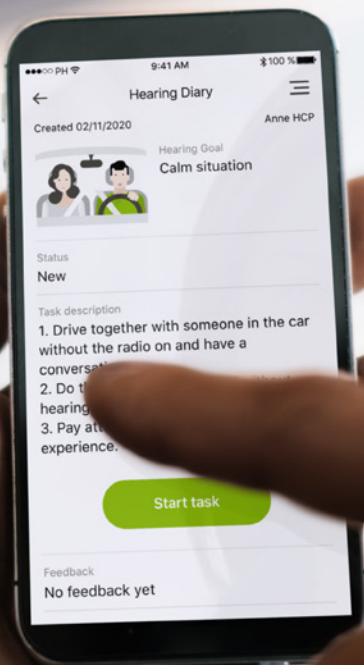 PH 9:41 AM 100 %
Hearing Diary
Created 02/11/2020 Anne HCP
Hearing Goal
Calm situation
Status
New
Task description
1. Drive together with someone in the car
without the radio on and have a
2. Do
hearing
3. Pay
experience.
Start task
Feedback
No feedback yet